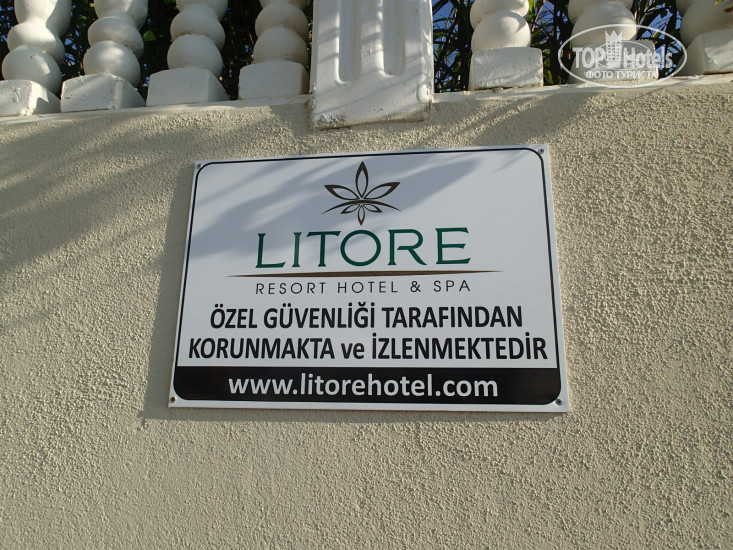 TOP Hotels
ФОТО ТУРИСТА
LITORE
RESORT HOTEL & SPA
ÖZEL GÜVENLİĞİ TARAFINDAN
KORUNMAKTA ve İZLENMEKTEDİR
www.litorehotel.com